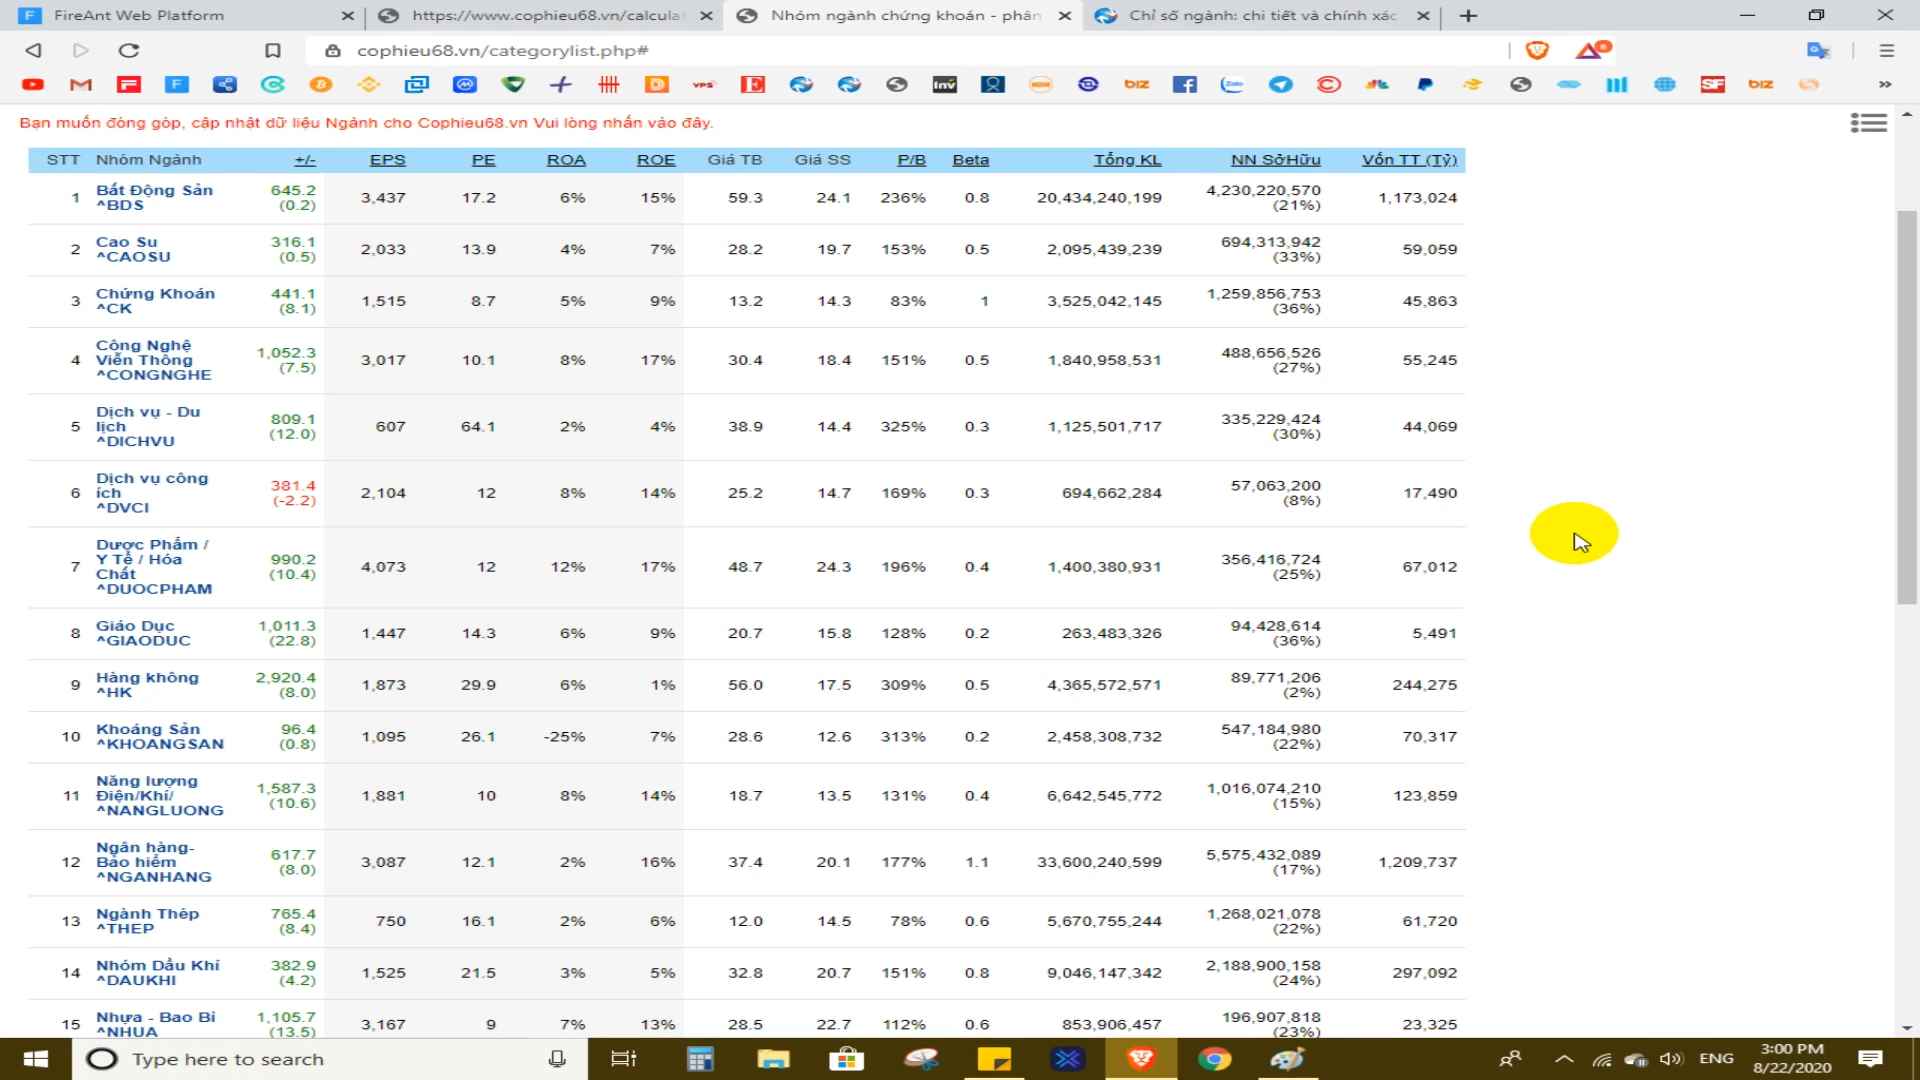 FireAnt Web Platform
https://www.cophieu68.vn/calculat
Nhóm ngành chứng khoán - phân
Chỉ số ngành: chi tiết và chính xác
cophieu68.vn/categorylist.php#
Bạn muốn đóng góp, cập nhật dữ liệu Ngành cho Cophieu68.vn Vui lòng nhấn vào đây.
STT Nhóm Ngành +/- EPS PE ROA ROE Giá TB Giá SS P/B Beta Tổng KL NN SởHữu Vốn TT (Tỷ)
1 Bất Động Sản ^BDS 645.2 (0.2) 3,437 17.2 6% 15% 59.3 24.1 236% 0.8 20,434,240,199 4,230,220,570 (21%) 1,173,024
2 Cao Su ^CAOSU 316.1 (0.5) 2,033 13.9 4% 7% 28.2 19.7 153% 0.5 2,095,439,239 694,313,942 (33%) 59,059
3 Chứng Khoán ^CK 441.1 (8.1) 1,515 8.7 5% 9% 13.2 14.3 83% 1 3,525,042,145 1,259,856,753 (36%) 45,863
4 Công Nghệ Viễn Thông ^CONGNGHE 1,052.3 (7.5) 3,017 10.1 8% 17% 30.4 18.4 151% 0.5 1,840,958,531 488,656,526 (27%) 55,245
5 Dịch vụ - Du lịch ^DICHVU 809.1 (12.0) 607 64.1 2% 4% 38.9 14.4 325% 0.3 1,125,501,717 335,229,424 (30%) 44,069
6 Dịch vụ công ích ^DVCI 381.4 (-2.2) 2,104 12 8% 14% 25.2 14.7 169% 0.3 694,662,284 57,063,200 (8%) 17,490
7 Dược Phẩm / Y Tế / Hóa Chất ^DUOCPHAM 990.2 (10.4) 4,073 12 12% 17% 48.7 24.3 196% 0.4 1,400,380,931 356,416,724 (25%) 67,012
8 Giáo Dục ^GIAODUC 1,011.3 (22.8) 1,447 14.3 6% 9% 20.7 15.8 128% 0.2 263,483,326 94,428,614 (36%) 5,491
9 Hàng không ^HK 2,920.4 (8.0) 1,873 29.9 6% 1% 56.0 17.5 309% 0.5 4,365,572,571 89,771,206 (2%) 244,275
10 Khoáng Sản ^KHOANGSAN 96.4 (0.8) 1,095 26.1 -25% 7% 28.6 12.6 313% 0.2 2,458,308,732 547,184,980 (22%) 70,317
11 Năng lượng Điện/Khí/ ^NANGLUONG 1,587.3 (10.6) 1,881 10 8% 14% 18.7 13.5 131% 0.4 6,642,545,772 1,016,074,210 (15%) 123,859
12 Ngân hàng- Bảo hiểm ^NGANHANG 617.7 (8.0) 3,087 12.1 2% 16% 37.4 20.1 177% 1.1 33,600,240,599 5,575,432,089 (17%) 1,209,737
13 Ngành Thép ^THEP 765.4 (8.4) 750 16.1 2% 6% 12.0 14.5 78% 0.6 5,670,755,244 1,268,021,078 (22%) 61,720
14 Nhóm Dầu Khí ^DAUKHI 382.9 (4.2) 1,525 21.5 3% 5% 32.8 20.7 151% 0.8 9,046,147,342 2,188,900,158 (24%) 297,092
15 Nhựa - Bao Bì ^NHUA 1,105.7 (13.5) 3,167 9 7% 13% 28.5 22.7 112% 0.6 853,906,457 196,907,818 (23%) 23,325
Type here to search
ENG
3:00 PM
8/22/2020